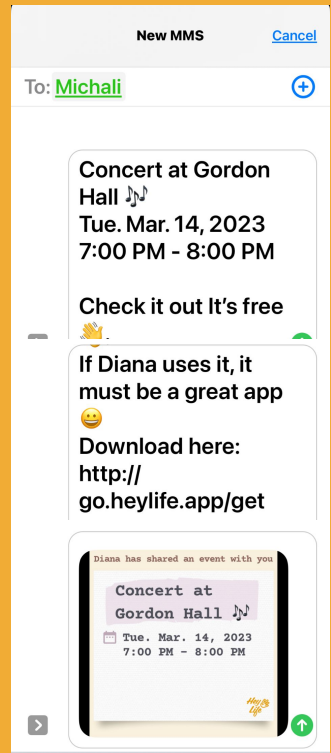 New MMS
Cancel
To: Michali
Concert at Gordon
Hall 🎶
Tue. Mar. 14, 2023
7:00 PM - 8:00 PM
Check it out It’s free
👋.
If Diana uses it, it
must be a great app
😀
Download here:
http://
go.heylife.app/get
Diana has shared an event with you
Concert at
Gordon Hall 🎶
Tue. Mar. 14, 2023
7:00 PM - 8:00 PM
Hey
Life